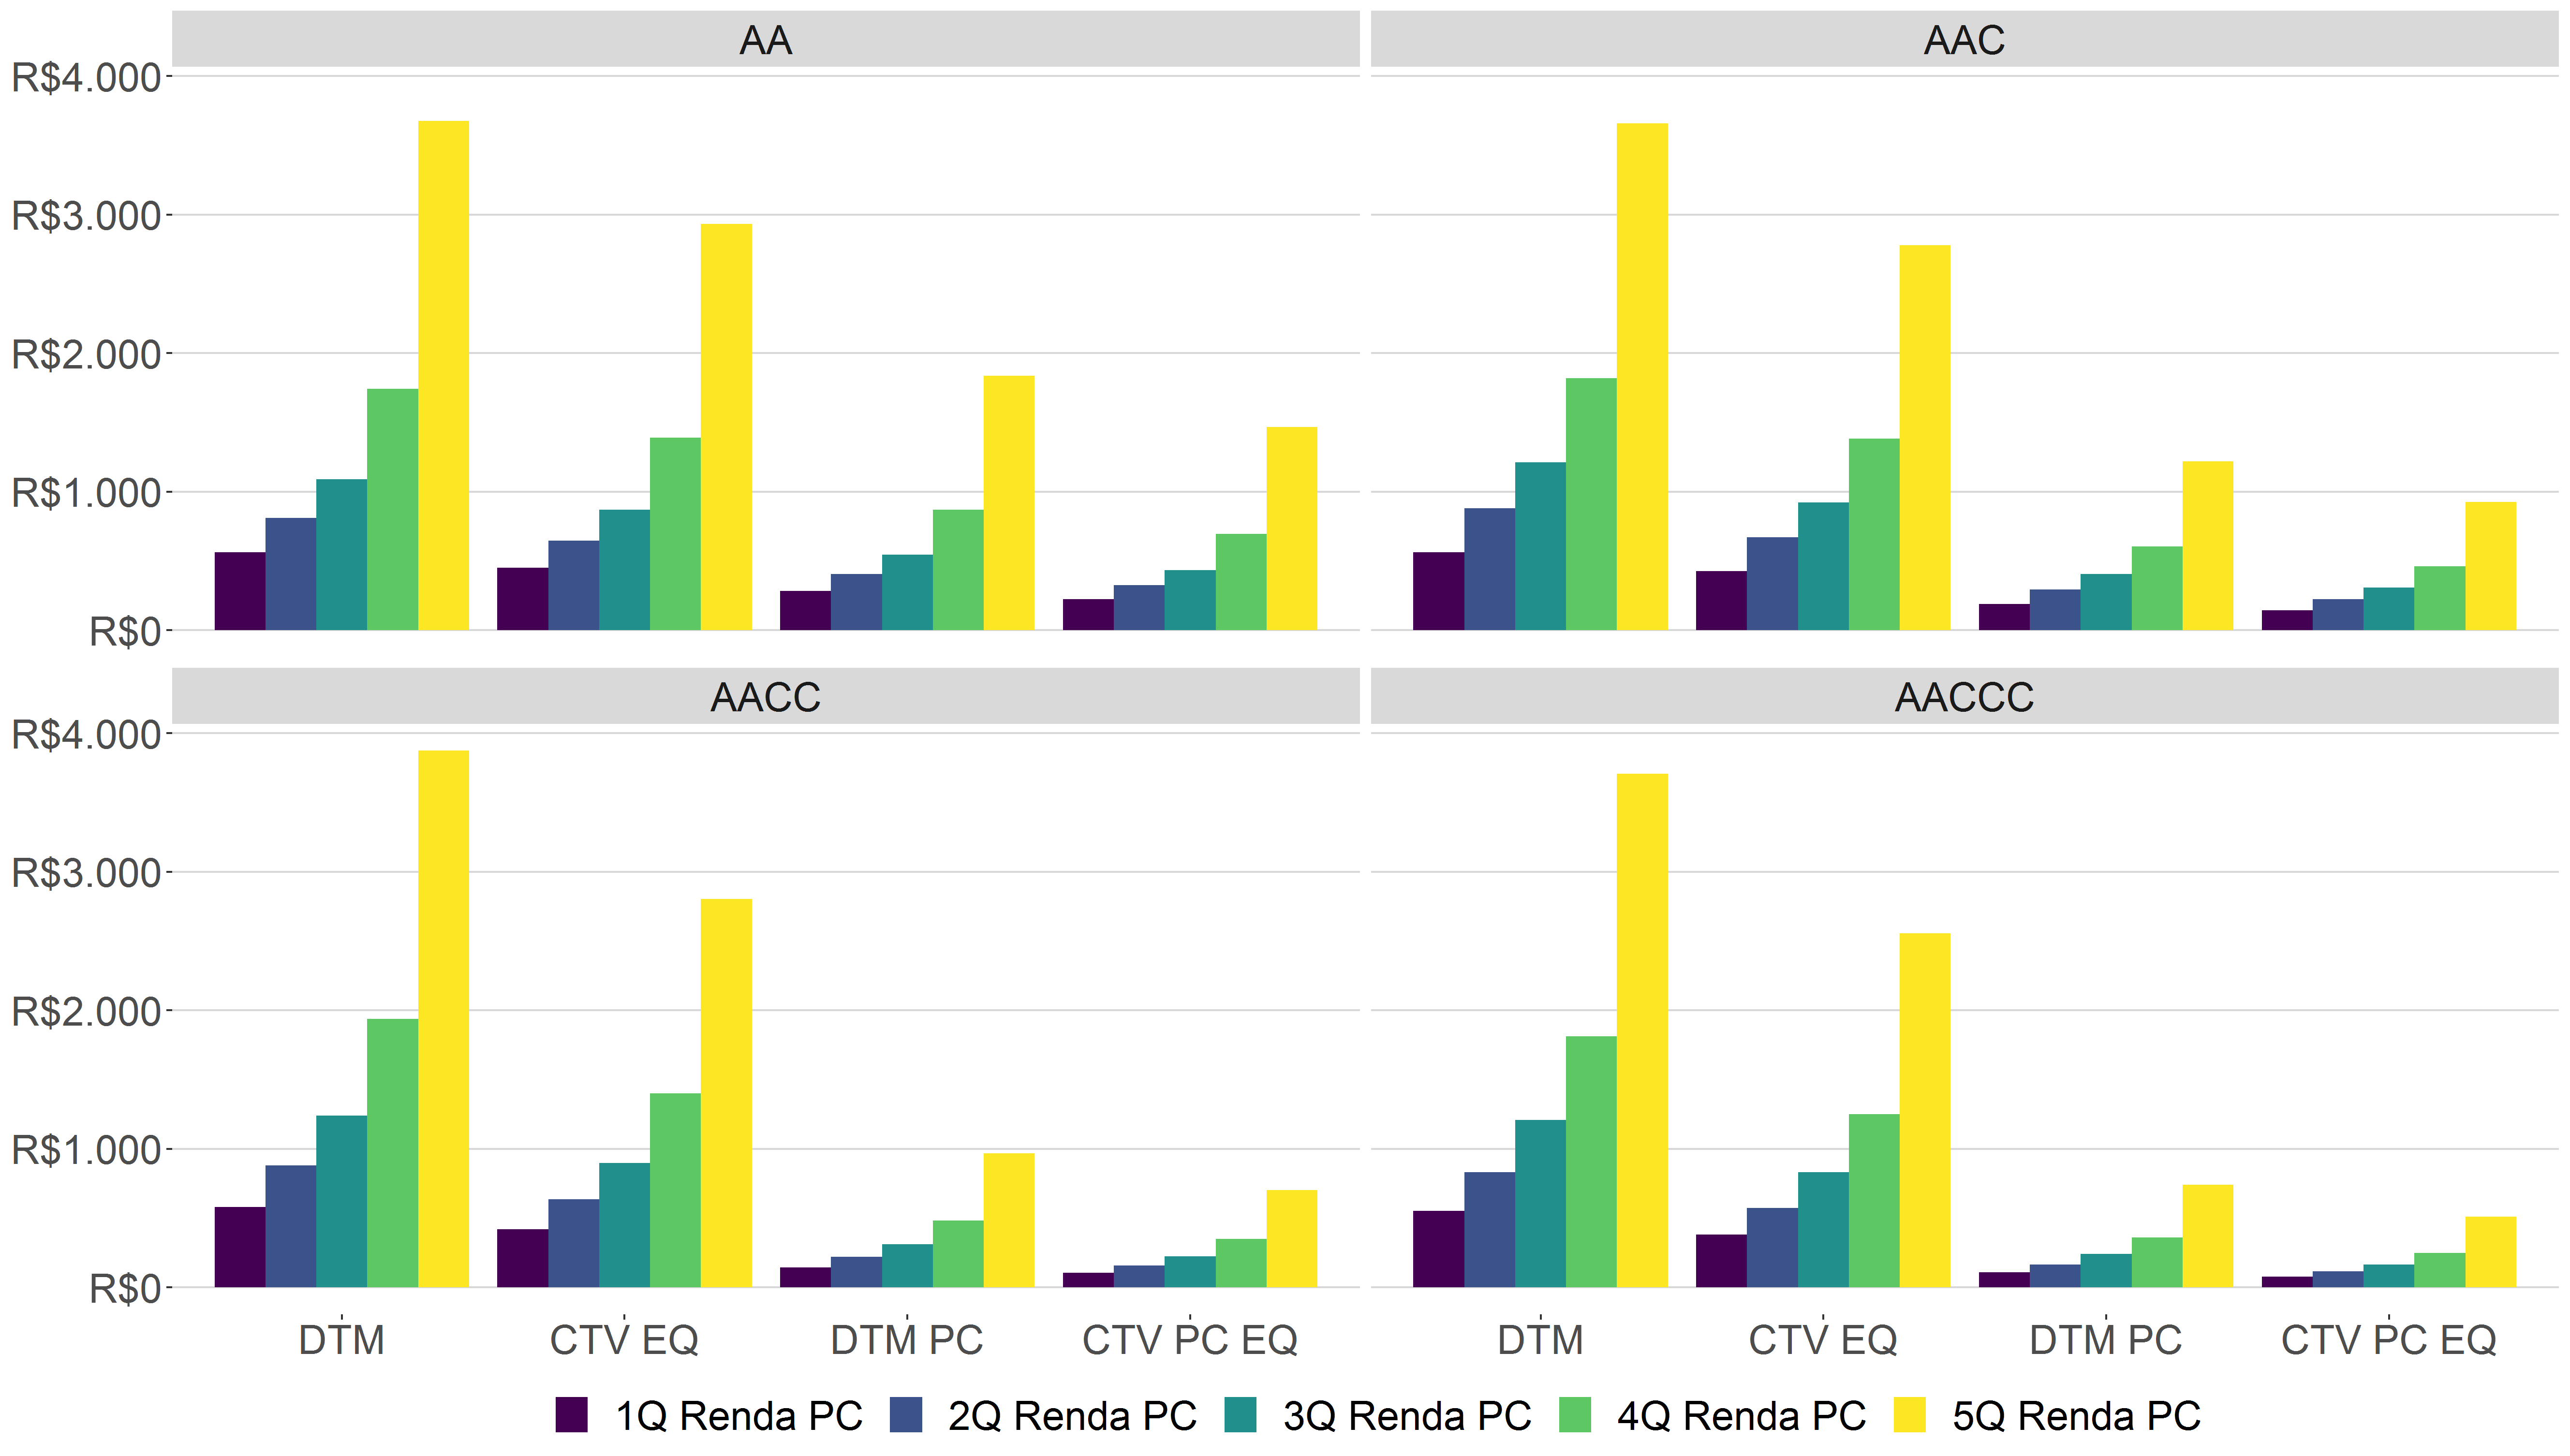 AA
AAC
R$4.000
R$3.000
R$2.000
R$1.000
R$0
AACC
AACCC
R$4.000
R$3.000
R$2.000
R$1.000
R$0
DTM CTV EQ DTM PC CTV PC EQ
DTM CTV EQ DTM PC CTV PC EQ
1Q Renda PC 2Q Renda PC 3Q Renda PC 4Q Renda PC 5Q Renda PC